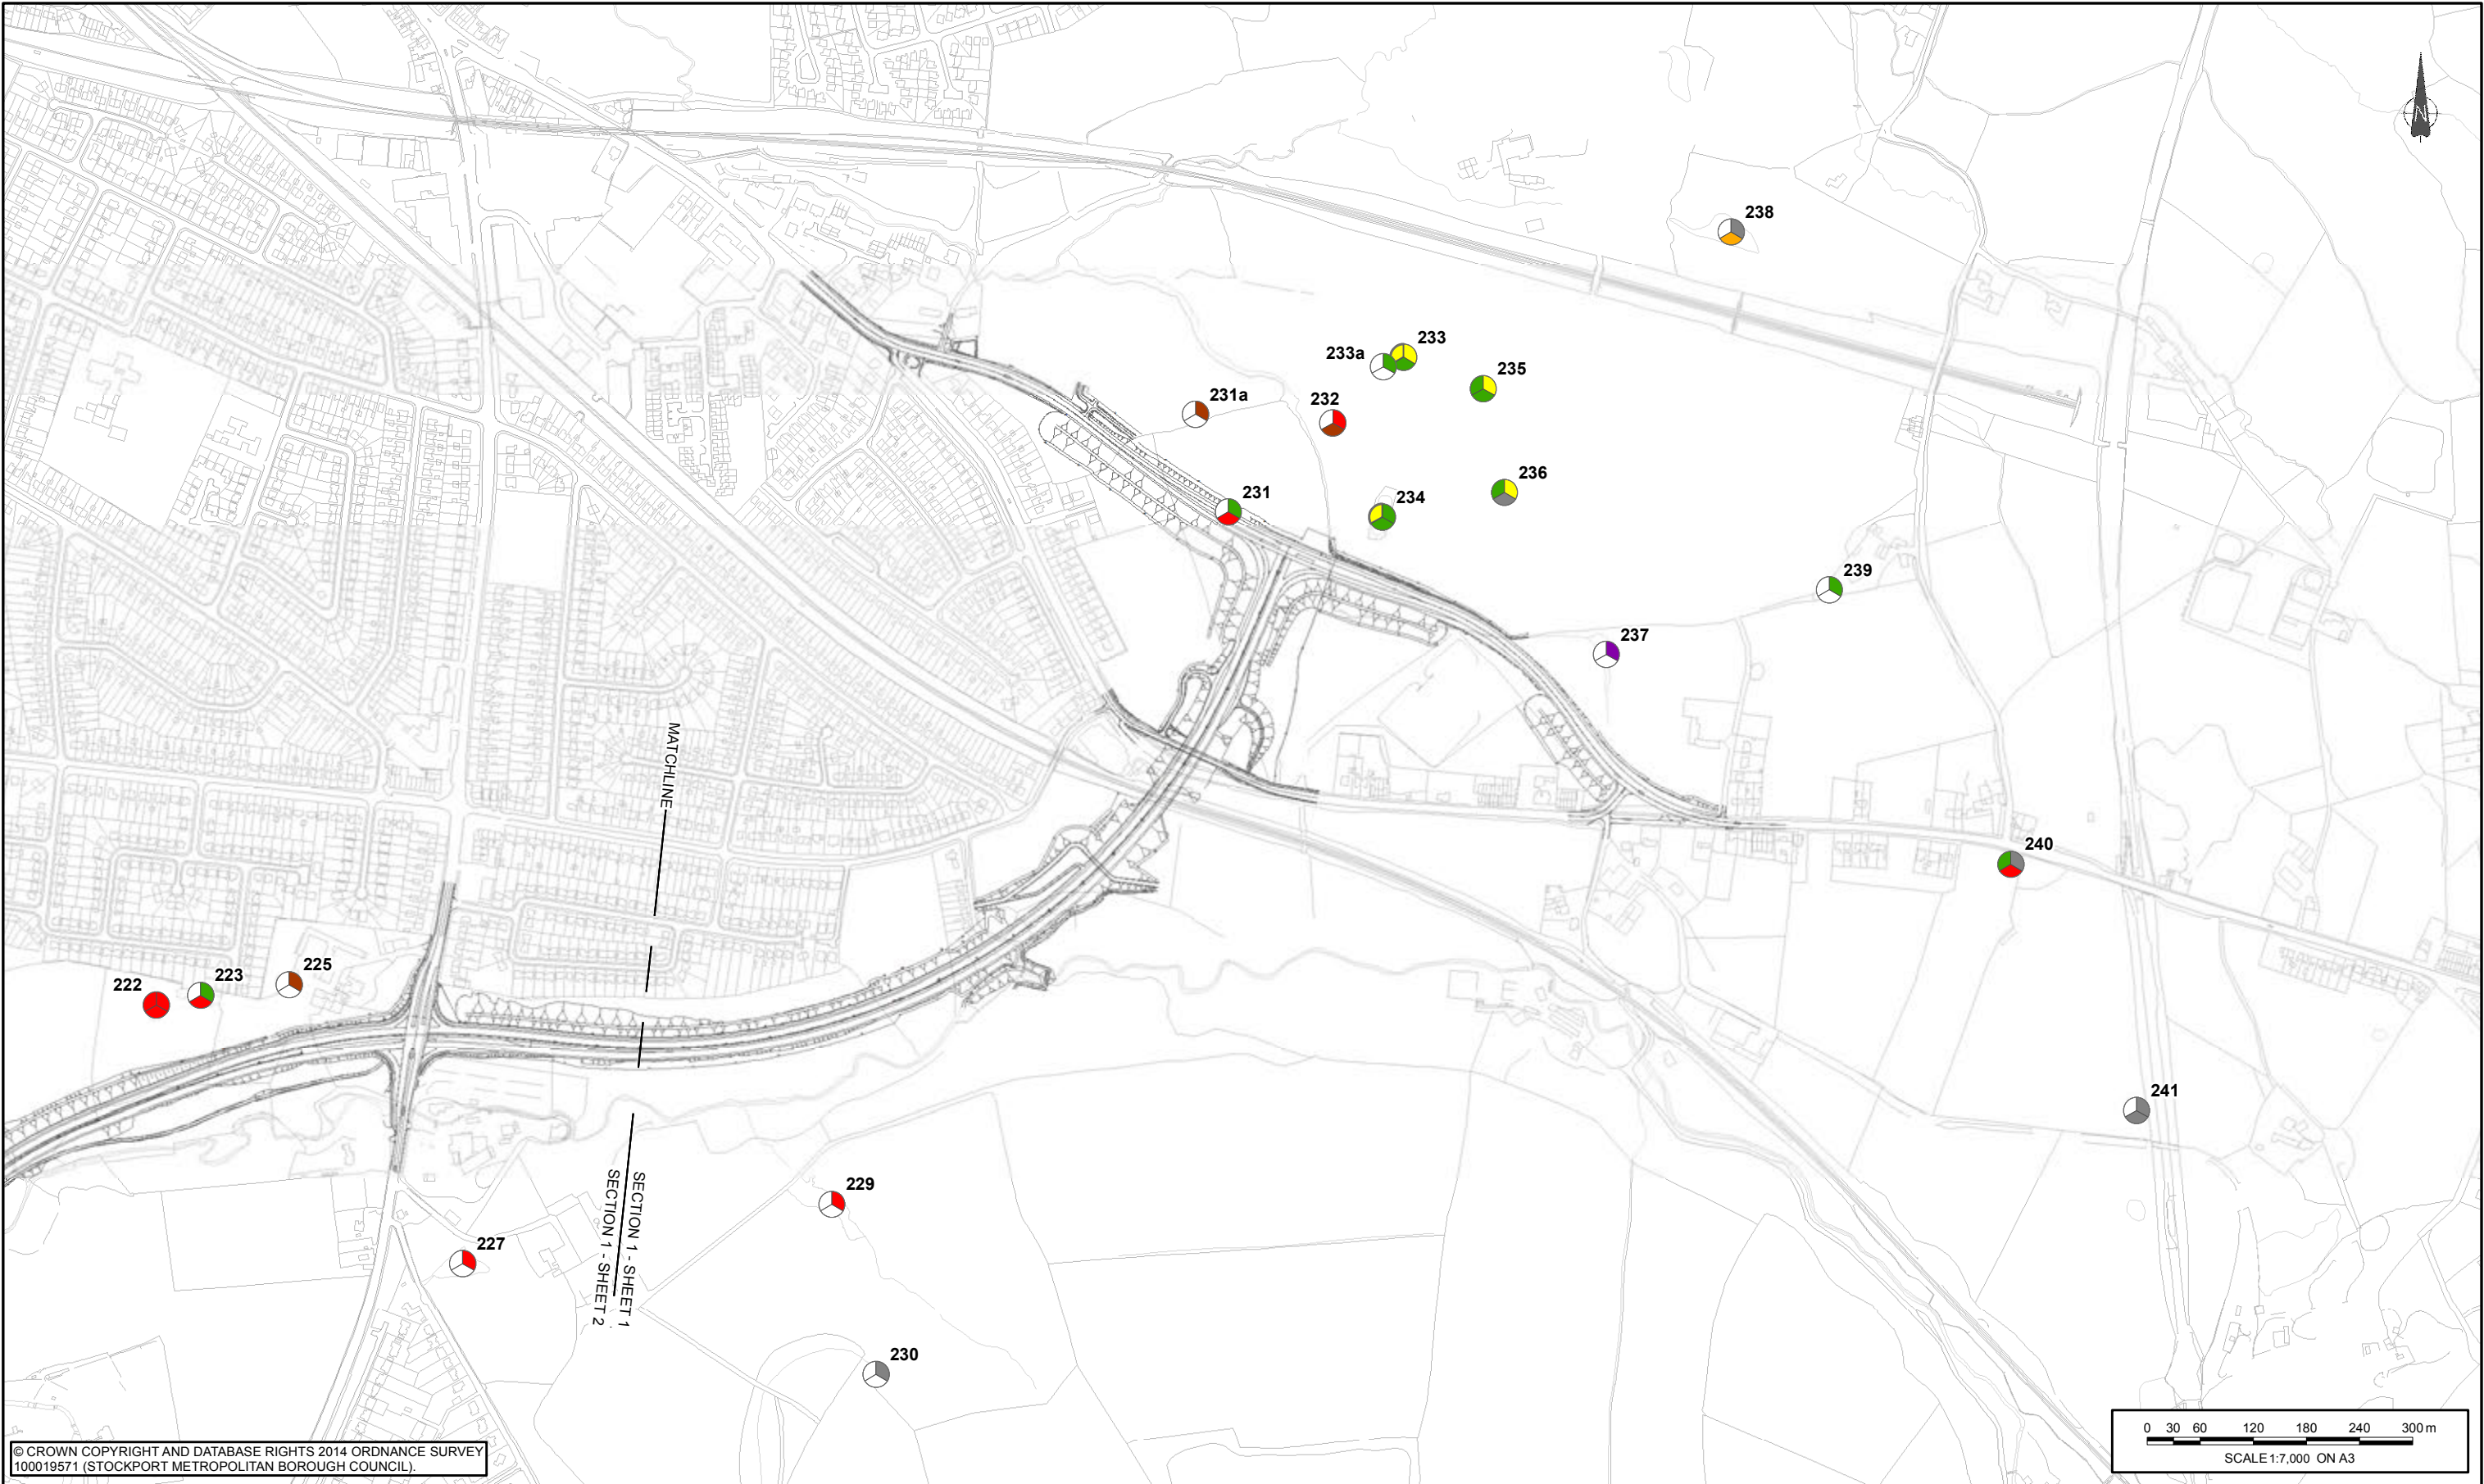 N
238
233
233a
235
231a
232
231
236
234
239
237
MATCHLINE
240
222
223
225
241
229
SECTION 1 - SHEET 1
SECTION 1 - SHEET 2
227
230
0 30 60 120 180 240 300 m
SCALE 1:7,000 ON A3
© CROWN COPYRIGHT AND DATABASE RIGHTS 2014 ORDNANCE SURVEY
100019571 (STOCKPORT METROPOLITAN BOROUGH COUNCIL).